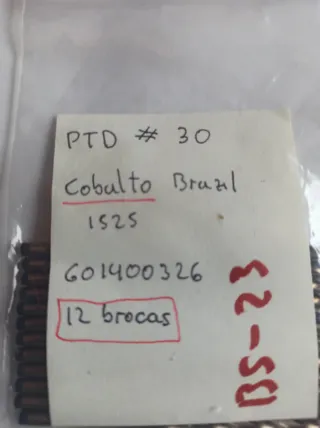 PTD # 30
Cobalto Brazil
1525
601400326
12 brocas
BS-23